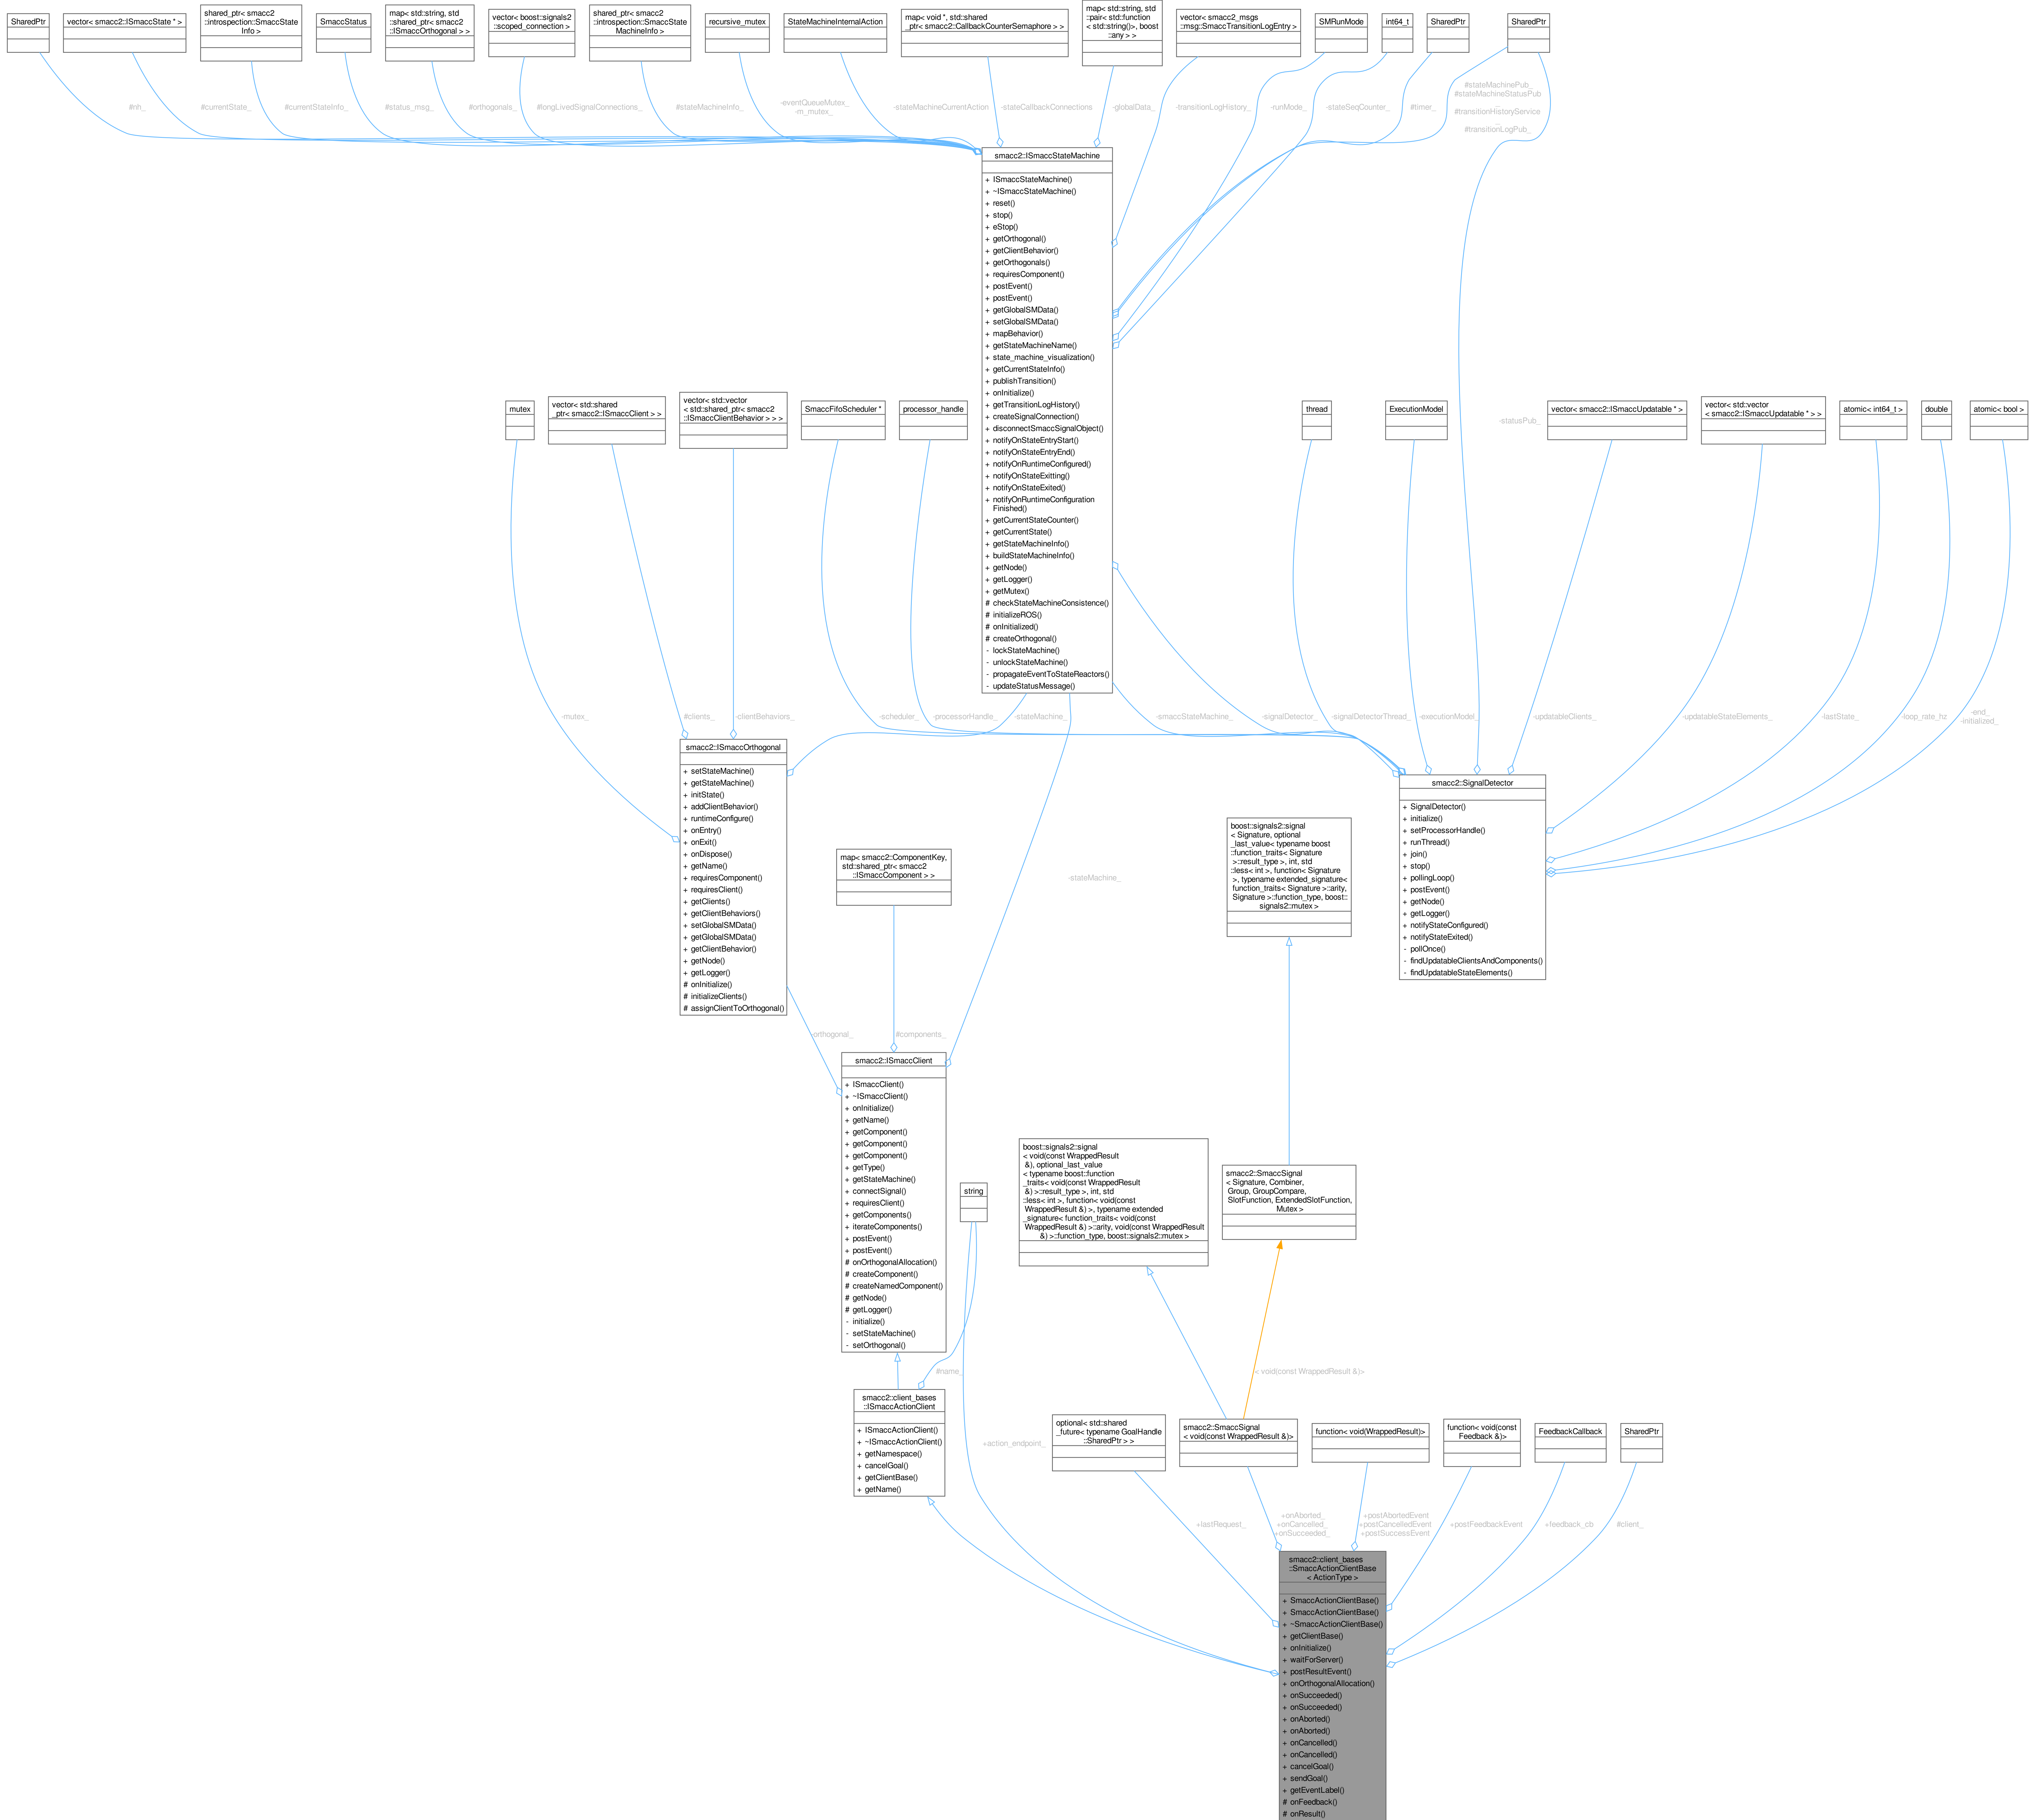 SharedPtr
vector< smacc2::ISmaccState * >
shared_ptr< smacc2
::introspection::SmaccState
Info >
SmaccStatus
map< std::string, std
::shared_ptr< smacc2
::ISmaccOrthogonal > >
vector< boost::signals2
::scoped_connection >
shared_ptr< smacc2
::introspection::SmaccState
MachineInfo >
recursive_mutex
StateMachineInternalAction
map< void *, std::shared
_ptr< smacc2::CallbackCounterSemaphore > >
map< std::string, std
::pair< std::function
< std::string()>, boost
::any > >
vector< smacc2_msgs
::msg::SmaccTransitionLogEntry >
SMRunMode
int64_t
SharedPtr
SharedPtr
#nh_
#currentState_
#currentStateInfo_
#status_msg_
#orthogonals_
#longLivedSignalConnections_
#stateMachineInfo_
-eventQueueMutex_
-m_mutex_
-stateMachineCurrentAction
-stateCallbackConnections
-globalData_
-transitionLogHistory_
-runMode_
-stateSeqCounter_
#timer_
#stateMachinePub_
#stateMachineStatusPub
_
#transitionHistoryService
_
#transitionLogPub_
smacc2::ISmaccStateMachine
+ ISmaccStateMachine()
+ ~ISmaccStateMachine()
+ reset()
+ stop()
+ eStop()
+ getOrthogonal()
+ getClientBehavior()
+ getOrthogonals()
+ requiresComponent()
+ postEvent()
+ postEvent()
+ getGlobalSMData()
+ setGlobalSMData()
+ mapBehavior()
+ getStateMachineName()
+ state_machine_visualization()
+ getCurrentStateInfo()
+ publishTransition()
+ onInitialize()
+ getTransitionLogHistory()
+ createSignalConnection()
+ disconnectSmaccSignalObject()
+ notifyOnStateEntryStart()
+ notifyOnStateEntryEnd()
+ notifyOnRuntimeConfigured()
+ notifyOnStateExitting()
+ notifyOnStateExited()
+ notifyOnRuntimeConfiguration
Finished()
+ getCurrentStateCounter()
+ getCurrentState()
+ getStateMachineInfo()
+ buildStateMachineInfo()
+ getNode()
+ getLogger()
+ getMutex()
# checkStateMachineConsistence()
# initializeROS()
# onInitialized()
# createOrthogonal()
- lockStateMachine()
- unlockStateMachine()
- propagateEventToStateReactors()
- updateStatusMessage()
mutex
vector< std::shared
_ptr< smacc2::ISmaccClient > >
vector< std::vector
< std::shared_ptr< smacc2
::ISmaccClientBehavior > > >
SmaccFifoScheduler *
processor_handle
thread
ExecutionModel
-statusPub_
vector< smacc2::ISmaccUpdatable * >
vector< std::vector
< smacc2::ISmaccUpdatable * > >
atomic< int64_t >
double
atomic< bool >
-mutex_
#clients_
-clientBehaviors_
-scheduler_
-processorHandle_
-stateMachine_
-smaccStateMachine_
-signalDetector_
-signalDetectorThread_
-executionModel_
-updatableClients_
-updatableStateElements_
-lastState_
-loop_rate_hz
-end_
-initialized_
smacc2::ISmaccOrthogonal
+ setStateMachine()
+ getStateMachine()
+ initState()
+ addClientBehavior()
+ runtimeConfigure()
+ onEntry()
+ onExit()
+ onDispose()
+ getName()
+ requiresComponent()
+ requiresClient()
+ getClients()
+ getClientBehaviors()
+ setGlobalSMData()
+ getGlobalSMData()
+ getClientBehavior()
+ getNode()
+ getLogger()
# onInitialize()
# initializeClients()
# assignClientToOrthogonal()
smacc2::SignalDetector
+ SignalDetector()
+ initialize()
+ setProcessorHandle()
+ runThread()
+ join()
+ stop()
+ pollingLoop()
+ postEvent()
+ getNode()
+ getLogger()
+ notifyStateConfigured()
+ notifyStateExited()
- pollOnce()
- findUpdatableClientsAndComponents()
- findUpdatableStateElements()
boost::signals2::signal
< Signature, optional
_last_value< typename boost
::function_traits< Signature
>::result_type >, int, std
::less< int >, function< Signature
>, typename extended_signature<
function_traits< Signature >::arity,
Signature >::function_type, boost::
signals2::mutex >
map< smacc2::ComponentKey,
std::shared_ptr< smacc2
::ISmaccComponent > >
-stateMachine_
-orthogonal_
#components_
smacc2::ISmaccClient
+ ISmaccClient()
+ ~ISmaccClient()
+ onInitialize()
+ getName()
+ getComponent()
+ getComponent()
+ getComponent()
+ getType()
+ getStateMachine()
+ connectSignal()
+ requiresClient()
+ getComponents()
+ iterateComponents()
+ postEvent()
+ postEvent()
# onOrthogonalAllocation()
# createComponent()
# createNamedComponent()
# getNode()
# getLogger()
- initialize()
- setStateMachine()
- setOrthogonal()
string
boost::signals2::signal
< void(const WrappedResult
&), optional_last_value
< typename boost::function
_traits< void(const WrappedResult
&) >::result_type >, int, std
::less< int >, function< void(const
WrappedResult &) >, typename extended
_signature< function_traits< void(const
WrappedResult &) >::arity, void(const WrappedResult
&) >::function_type, boost::signals2::mutex >
smacc2::SmaccSignal
< Signature, Combiner,
Group, GroupCompare,
SlotFunction, ExtendedSlotFunction,
Mutex >
#name_
< void(const WrappedResult &)>
smacc2::client_bases
::ISmaccActionClient
+ ISmaccActionClient()
+ ~ISmaccActionClient()
+ getNamespace()
+ cancelGoal()
+ getClientBase()
+ getName()
+action_endpoint_
optional< std::shared
_future< typename GoalHandle
::SharedPtr > >
smacc2::SmaccSignal
< void(const WrappedResult &)>
function< void(WrappedResult)>
function< void(const
Feedback &)>
FeedbackCallback
SharedPtr
+lastRequest_
+onAborted_
+onCancelled_
+onSucceeded_
+postAbortedEvent
+postCancelledEvent
+postSuccessEvent
+postFeedbackEvent
+feedback_cb
#client_
smacc2::client_bases
::SmaccActionClientBase
< ActionType >
+ SmaccActionClientBase()
+ SmaccActionClientBase()
+ ~SmaccActionClientBase()
+ getClientBase()
+ onInitialize()
+ waitForServer()
+ postResultEvent()
+ onOrthogonalAllocation()
+ onSucceeded()
+ onSucceeded()
+ onAborted()
+ onAborted()
+ onCancelled()
+ onCancelled()
+ cancelGoal()
+ sendGoal()
+ getEventLabel()
# onFeedback()
# onResult()